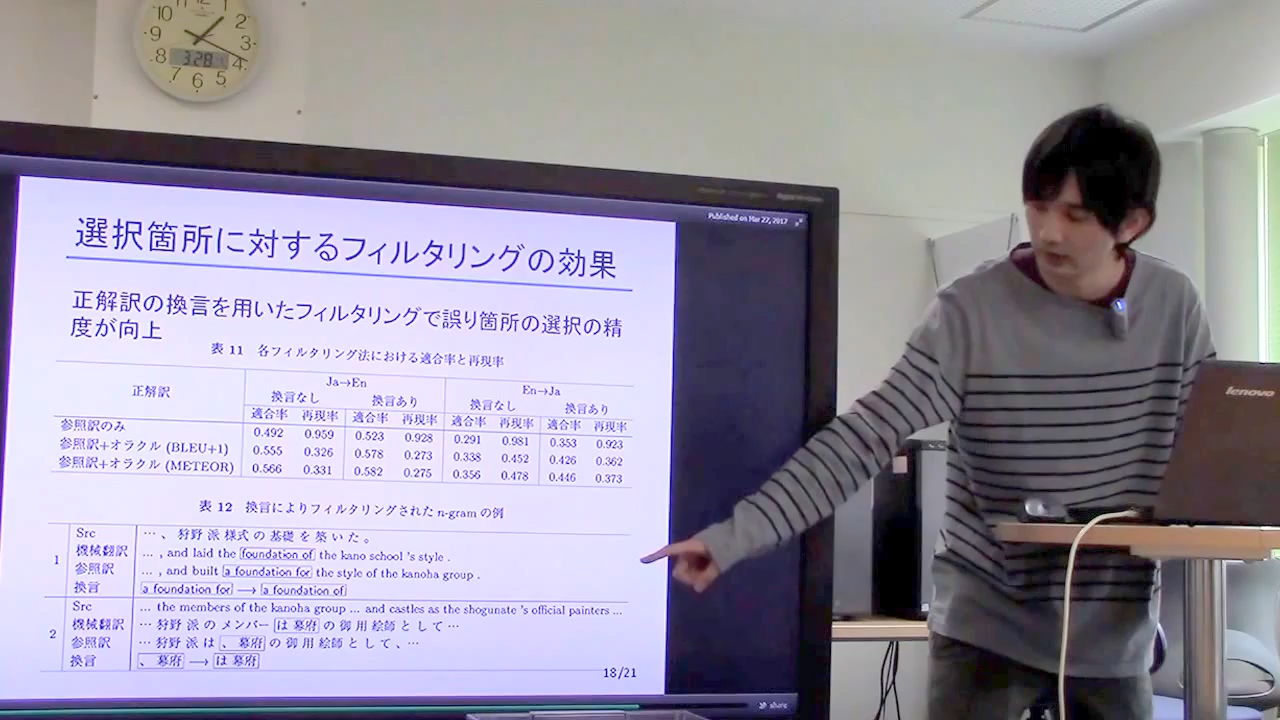 12
10 2
9 3
8 3.28 4
7 6 5
Published on Mar 27, 2017
選択箇所に対するフィルタリングの効果
正解訳の換言を用いたフィルタリングで誤り箇所の選択の精
度が向上
表 11 各フィルタリング法における適合率と再現率
正解訳 Ja→En En→Ja
換言なし 換言あり 換言なし 換言あり
適合率 再現率 適合率 再現率 適合率 再現率 適合率 再現率
参照訳のみ 0.492 0.959 0.523 0.928 0.291 0.981 0.353 0.923
参照訳+オラクル (BLEU+1) 0.555 0.326 0.578 0.273 0.338 0.452 0.426 0.362
参照訳+オラクル (METEOR) 0.566 0.331 0.582 0.275 0.356 0.478 0.446 0.373
表 12 換言によりフィルタリングされた n-gram の例
1 Src … 、 狩野 派 様式 の 基礎 を 築い た 。
機械翻訳 ... , and laid the foundation of the kano school 's style .
参照訳 ... , and built a foundation for the style of the kanoha group .
換言 a foundation for → a foundation of
2 Src ... the members of the kanoha group ... and castles as the shogunate 's official painters ...
機械翻訳 … 狩野 派 の メンバー は 幕府 の 御用 絵師 と し て …
参照訳 … 狩野 派 は 、 幕府 の 御用 絵師 と し て 、 …
換言 、 幕府 → は 幕府
18/21
share
lenovo